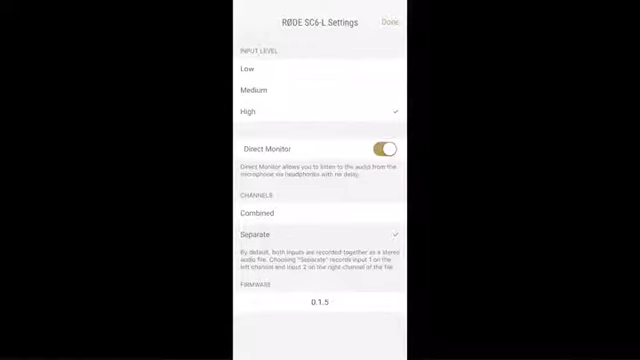 RØDE SC6-L Settings
Done
INPUT LEVEL
Low
Medium
High
Direct Monitor
Direct Monitor allows you to listen to the audio from the
microphone via headphones with no delay.
CHANNELS
Combined
Separate
By default, both inputs are recorded together as a stereo
audio file. Choosing "Separate" records input 1 on the
left channel and input 2 on the right channel of the file.
FIRMWARE
0.1.5